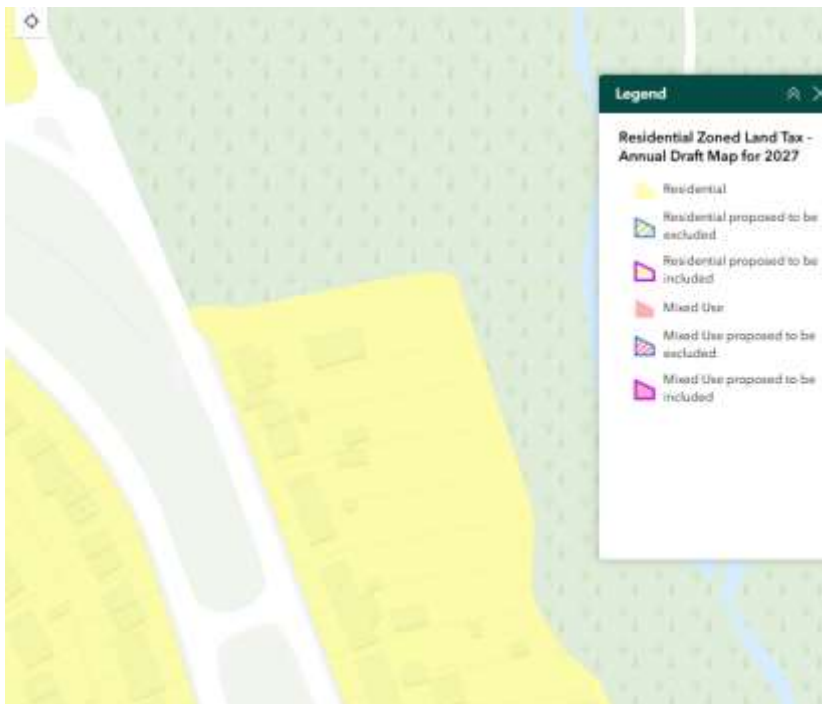 Legend
Residential Zoned Land Tax -
Annual Draft Map for 2027
Residential
Residential proposed to be
excluded
Residential proposed to be
included
Mixed Use
Mixed Use proposed to be
excluded
Mixed Use proposed to be
included